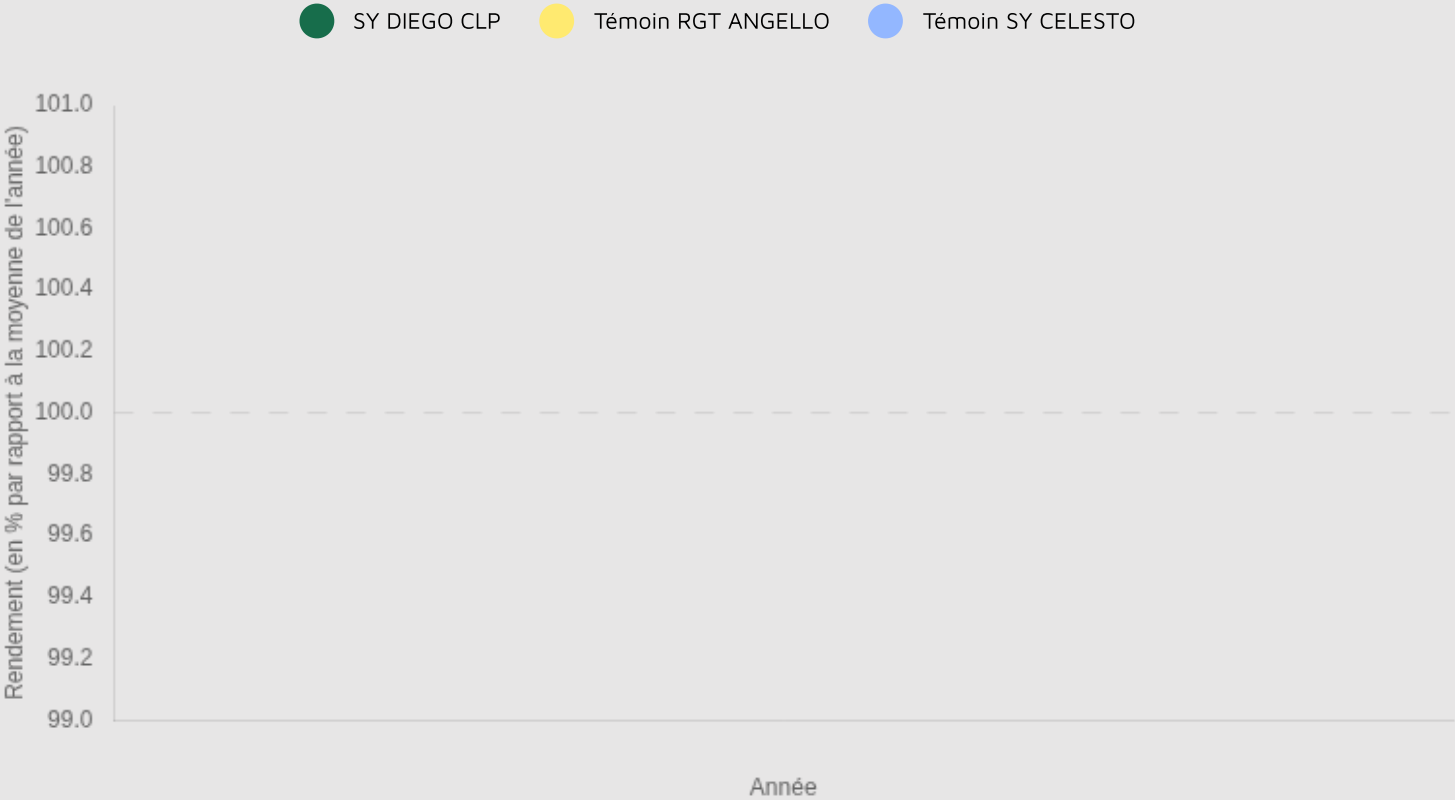 SY DIEGO CLP
Témoin RGT ANGELLO
Témoin SY CELESTO
Rendement (en % par rapport à la moyenne de l'année)
101.0
100.8
100.6
100.4
100.2
100.0
99.8
99.6
99.4
99.2
99.0
Année